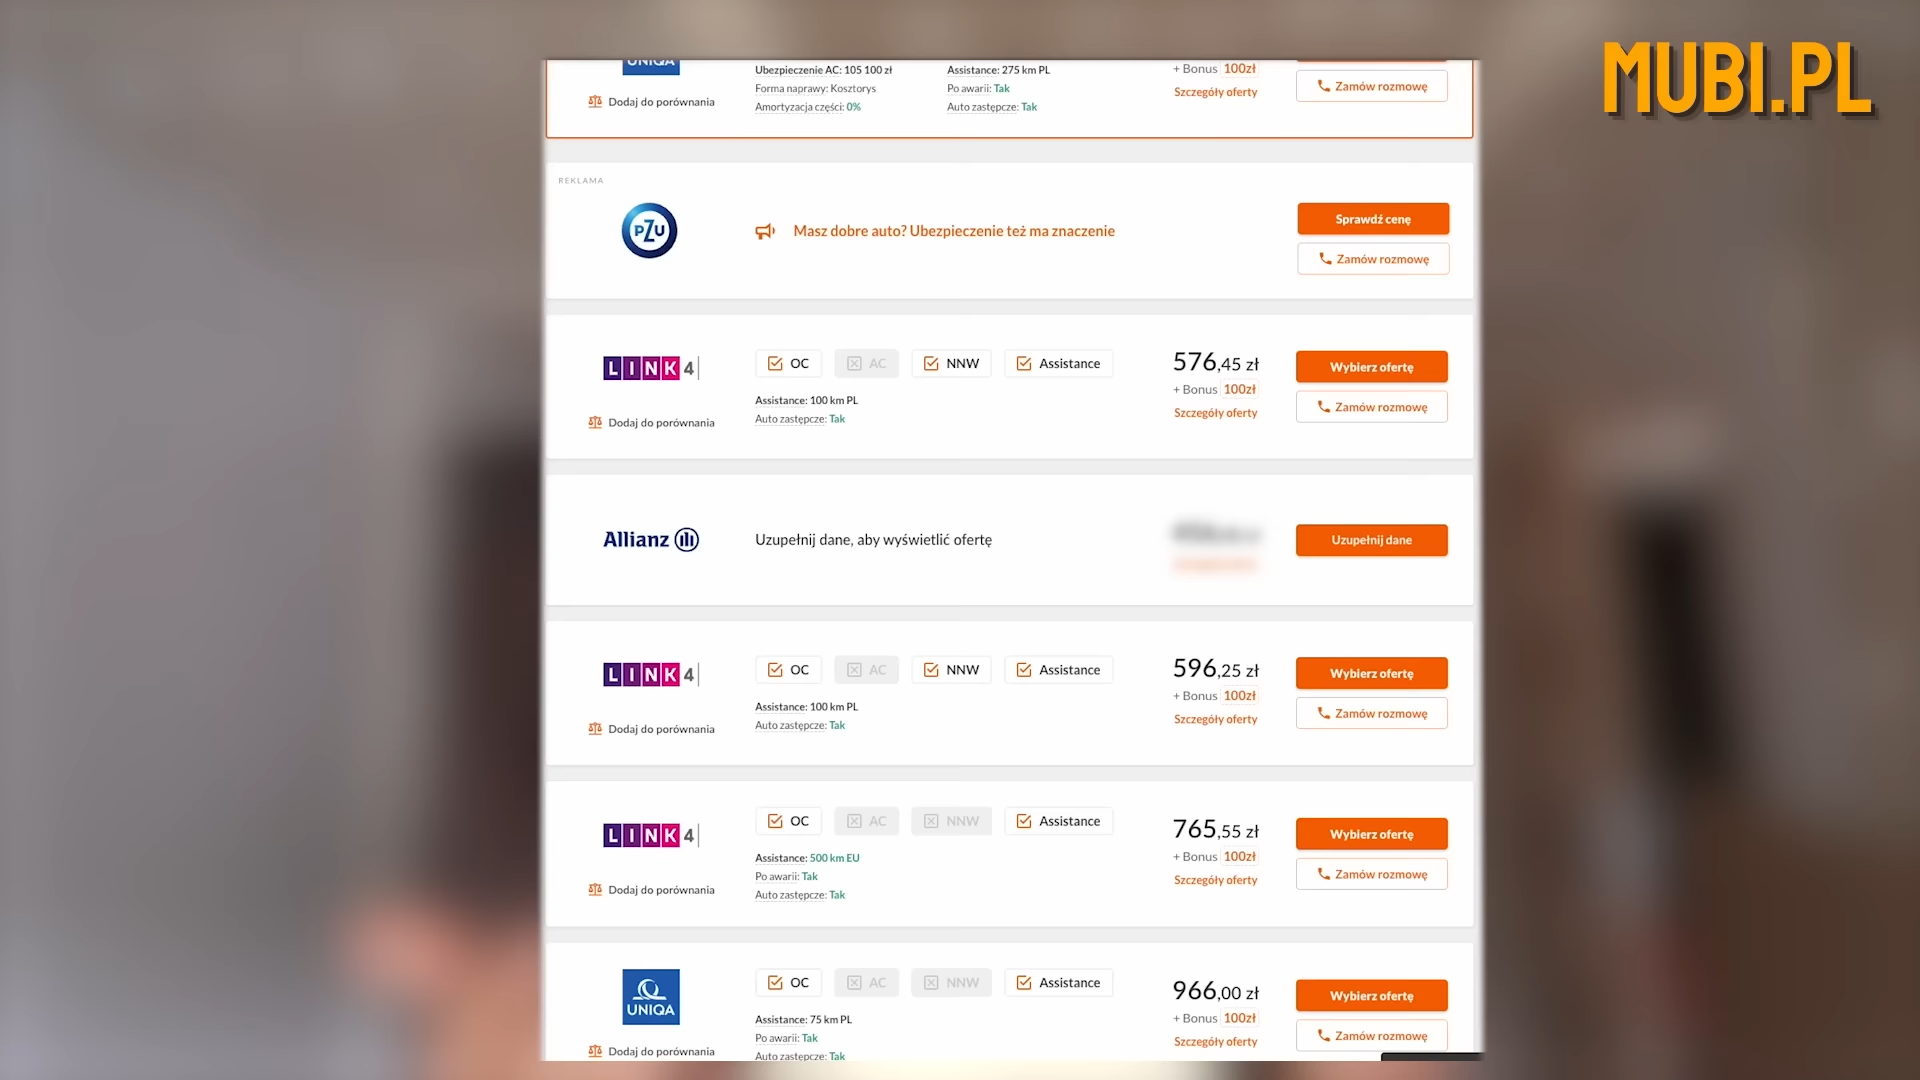 MUBI.PL
UNIQA
Ubezpieczenie AC: 105 100 zł
Assistance: 275 km PL
+ Bonus 100zł
Forma naprawy: Kosztorys
Po awarii: Tak
Szczegóły oferty
Zamów rozmowę
Dodaj do porównania
Amortyzacja części: 0%
Auto zastępcze: Tak
REKLAMA
PZU
Masz dobre auto? Ubezpieczenie też ma znaczenie
Sprawdź cenę
Zamów rozmowę
LINK4
OC AC NNW Assistance
576,45 zł
Wybierz ofertę
+ Bonus 100zł
Assistance: 100 km PL
Zamów rozmowę
Szczegóły oferty
Auto zastępcze: Tak
Dodaj do porównania
Allianz
Uzupełnij dane, aby wyświetlić ofertę
Uzupełnij dane
LINK4
OC AC NNW Assistance
596,25 zł
Wybierz ofertę
+ Bonus 100zł
Assistance: 100 km PL
Zamów rozmowę
Szczegóły oferty
Auto zastępcze: Tak
Dodaj do porównania
LINK4
OC AC NNW Assistance
765,55 zł
Wybierz ofertę
+ Bonus 100zł
Assistance: 500 km EU
Zamów rozmowę
Po awarii: Tak
Szczegóły oferty
Dodaj do porównania
Auto zastępcze: Tak
UNIQA
OC AC NNW Assistance
966,00 zł
Wybierz ofertę
+ Bonus 100zł
Assistance: 75 km PL
Zamów rozmowę
Po awarii: Tak
Szczegóły oferty
Dodaj do porównania
Auto zastępcze: Tak